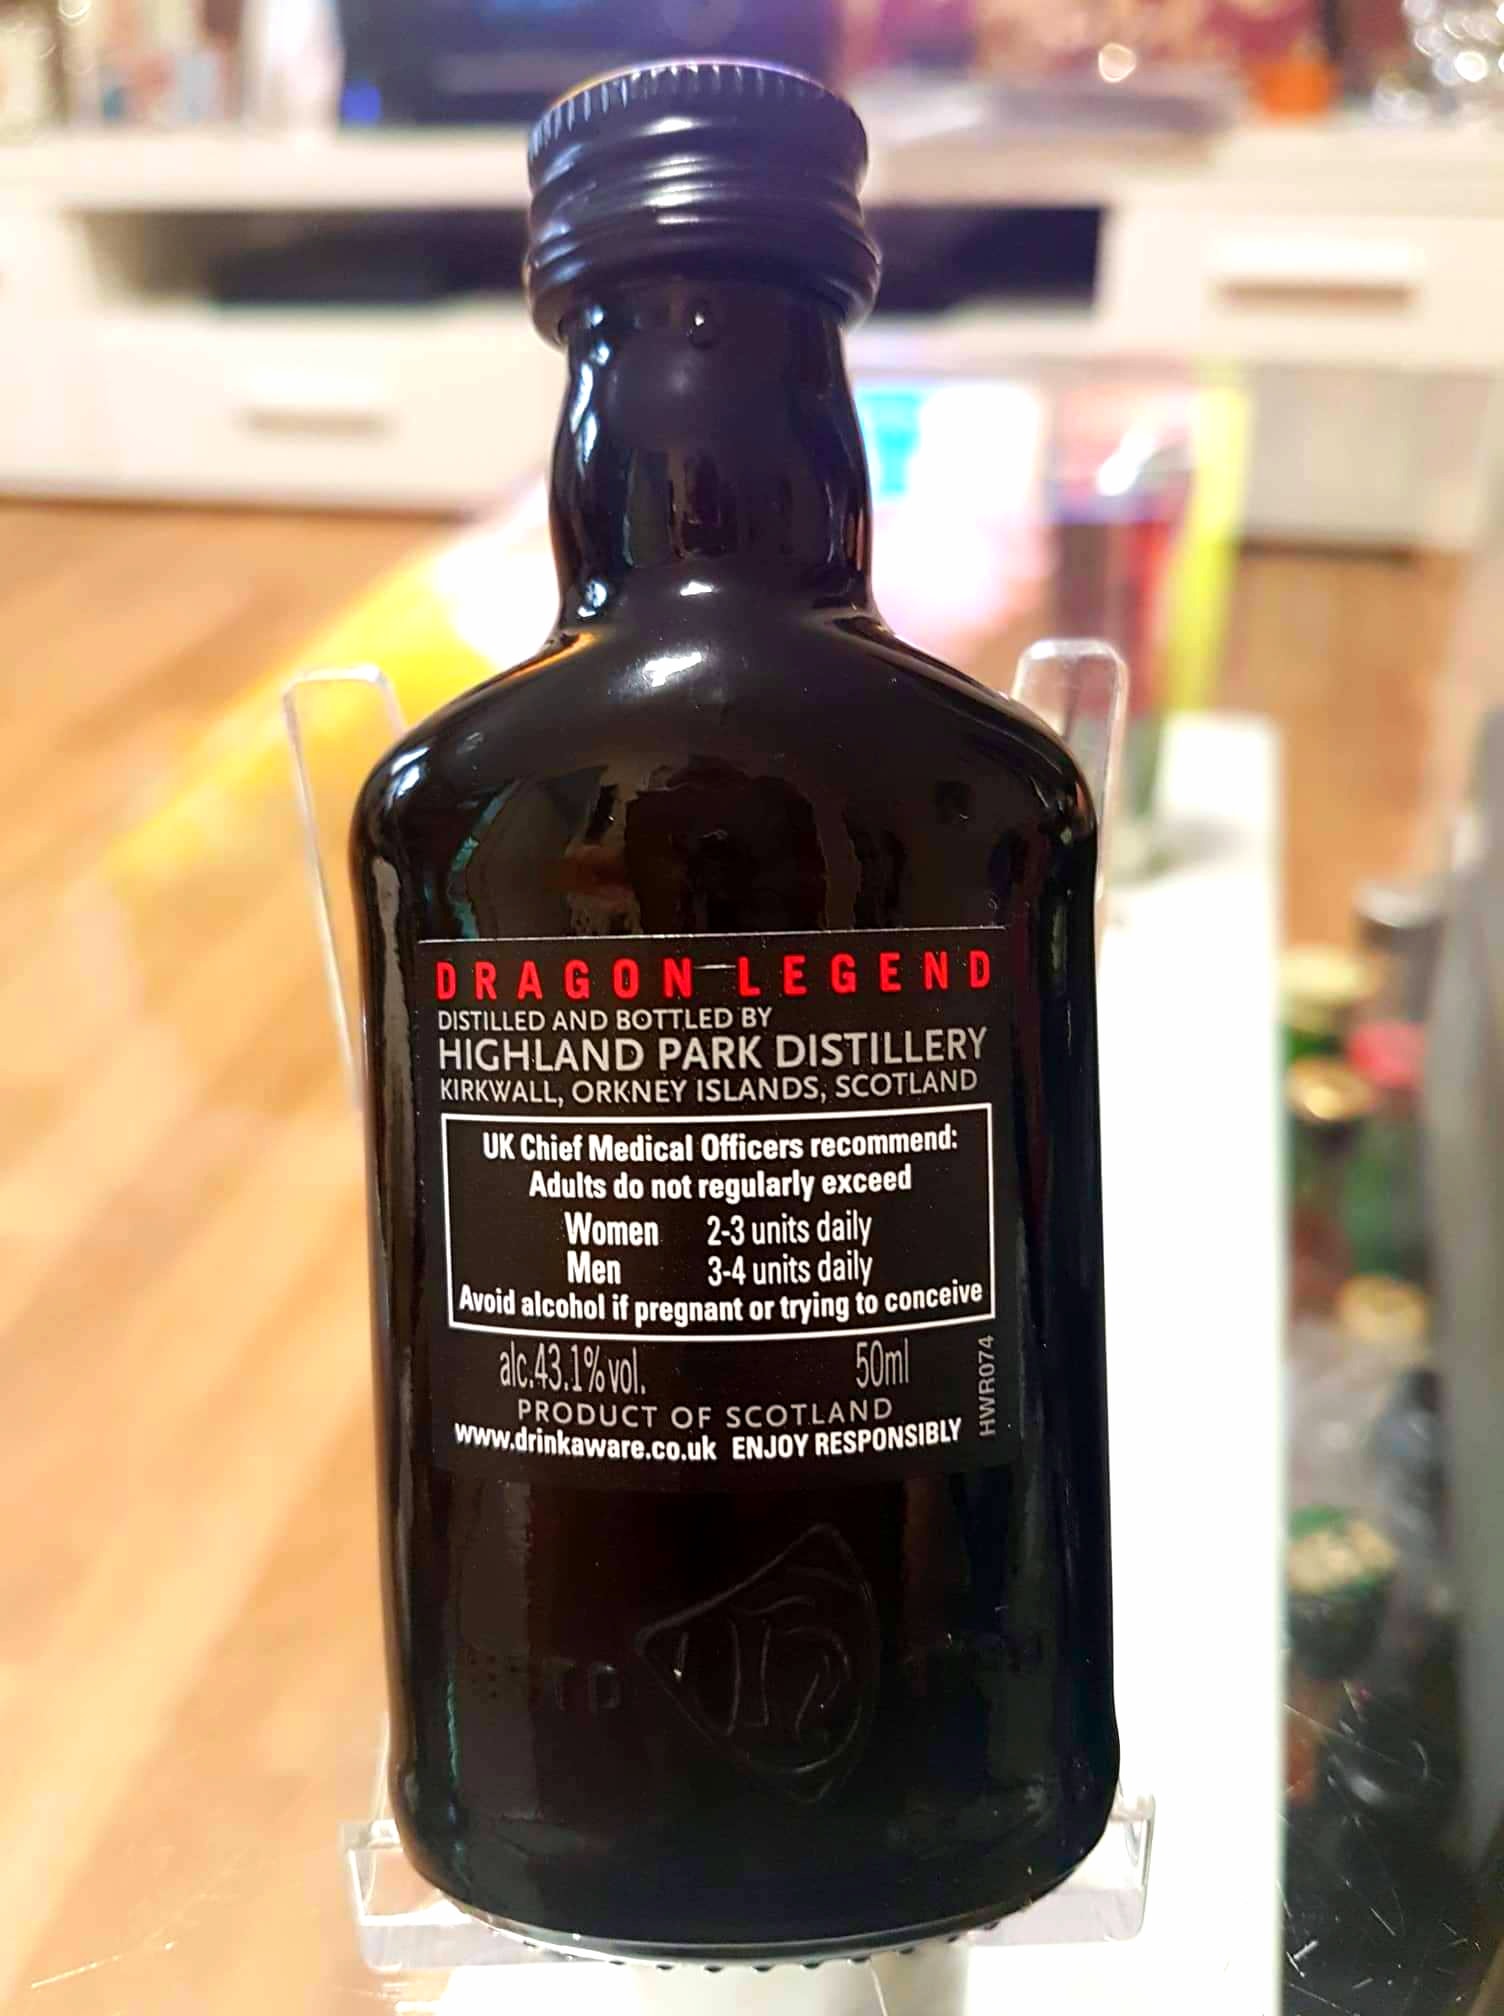 DRAGON LEGEND
DISTILLED AND BOTTLED BY
HIGHLAND PARK DISTILLERY
KIRKWALL, ORKNEY ISLANDS, SCOTLAND
UK Chief Medical Officers recommend:
Adults do not regularly exceed
Women 2-3 units daily
Men 3-4 units daily
Avoid alcohol if pregnant or trying to conceive
alc.43.1% vol. 50ml
PRODUCT OF SCOTLAND
www.drinkaware.co.uk ENJOY RESPONSIBLY
HWR074